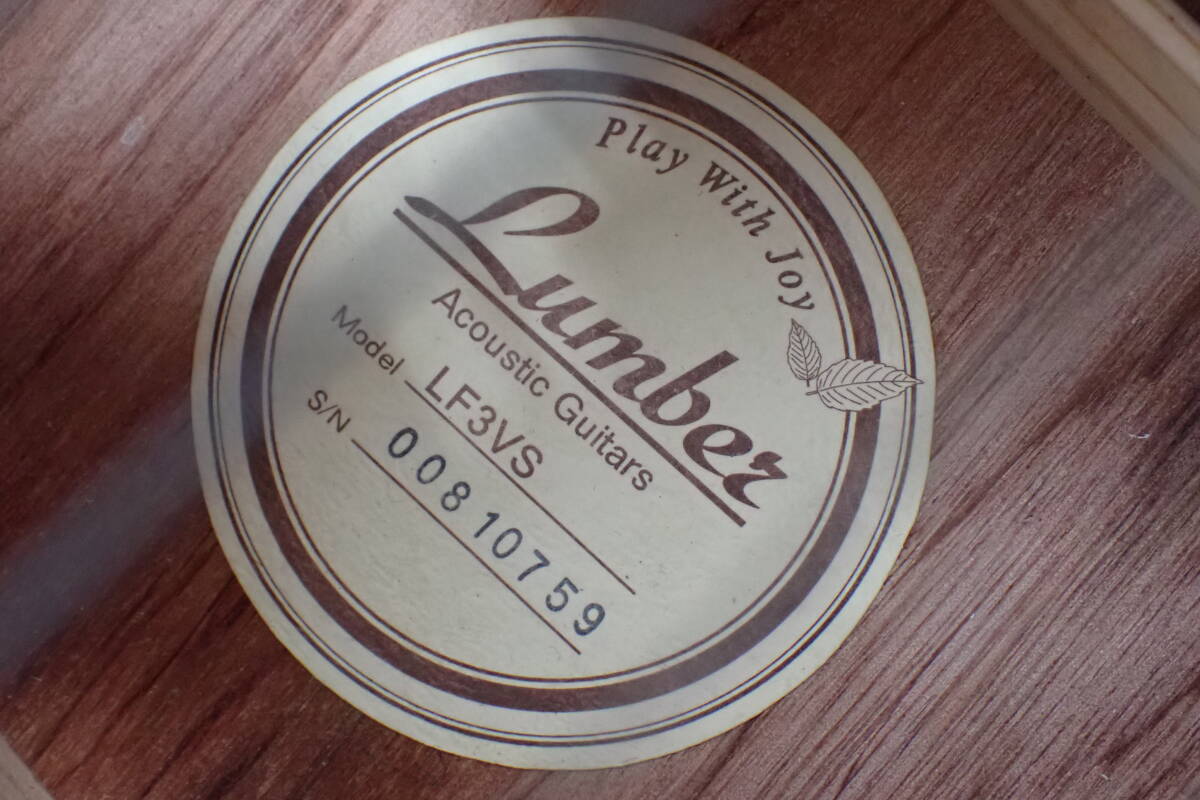 Play With Joy
Lumber
Acoustic Guitars
Model LF3VS
S/N 00810759